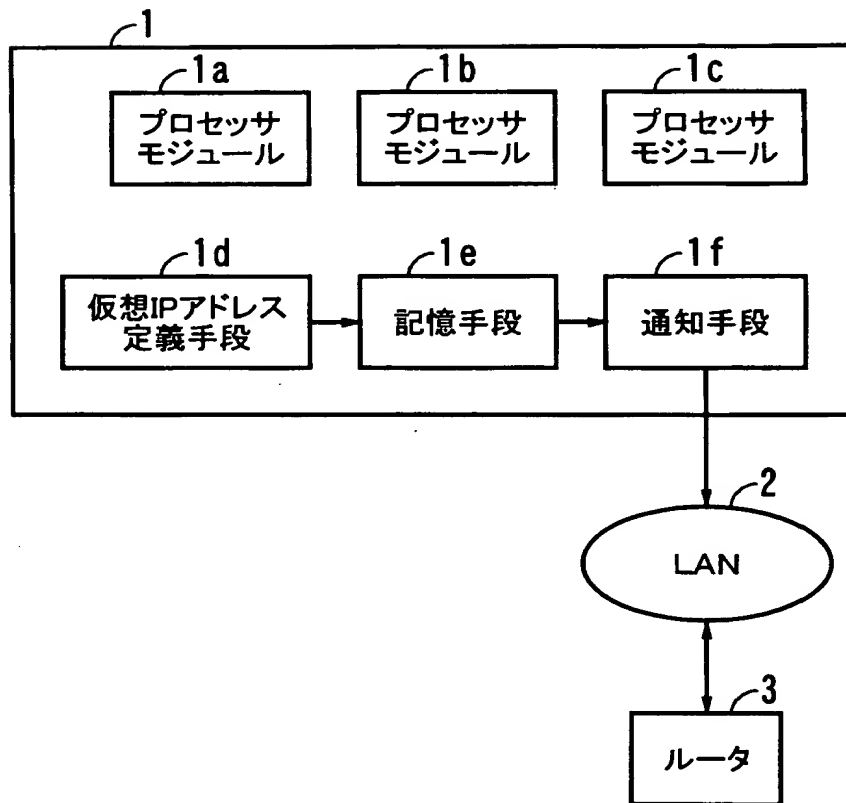 1
1a
1b
1c
プロセッサ
モジュール
プロセッサ
モジュール
プロセッサ
モジュール
1d
1e
1f
仮想IPアドレス
定義手段
記憶手段
通知手段
2
LAN
3
ルータ